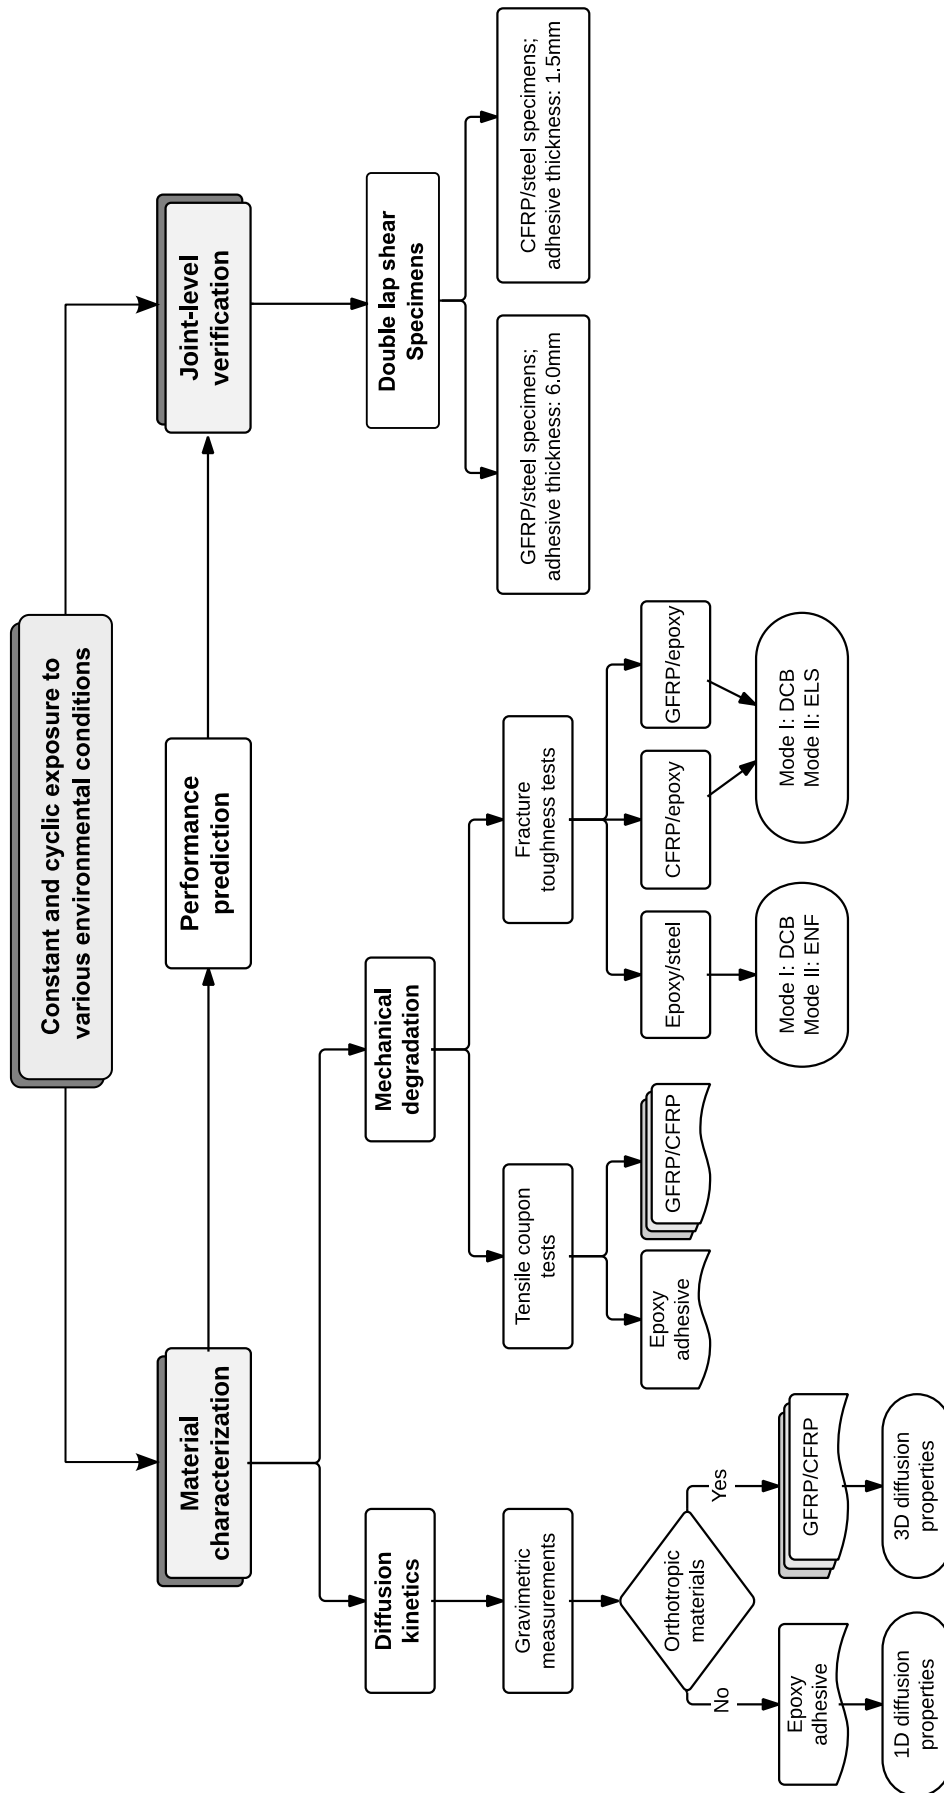 Constant and cyclic exposure to
various environmental conditions
Material
characterization
Performance
prediction
Joint-level
verification
Diffusion
kinetics
Mechanical
degradation
Double lap shear
Specimens
Gravimetric
measurements
Tensile coupon
tests
Fracture
toughness tests
GFRP/steel specimens;
adhesive thickness: 6.0mm
CFRP/steel specimens;
adhesive thickness: 1.5mm
Orthotropic
materials
No
Yes
Epoxy
adhesive
GFRP/CFRP
Epoxy/steel
CFRP/epoxy
GFRP/epoxy
Epoxy
adhesive
GFRP/CFRP
Mode I: DCB
Mode II: ENF
Mode I: DCB
Mode II: ELS
1D diffusion
properties
3D diffusion
properties